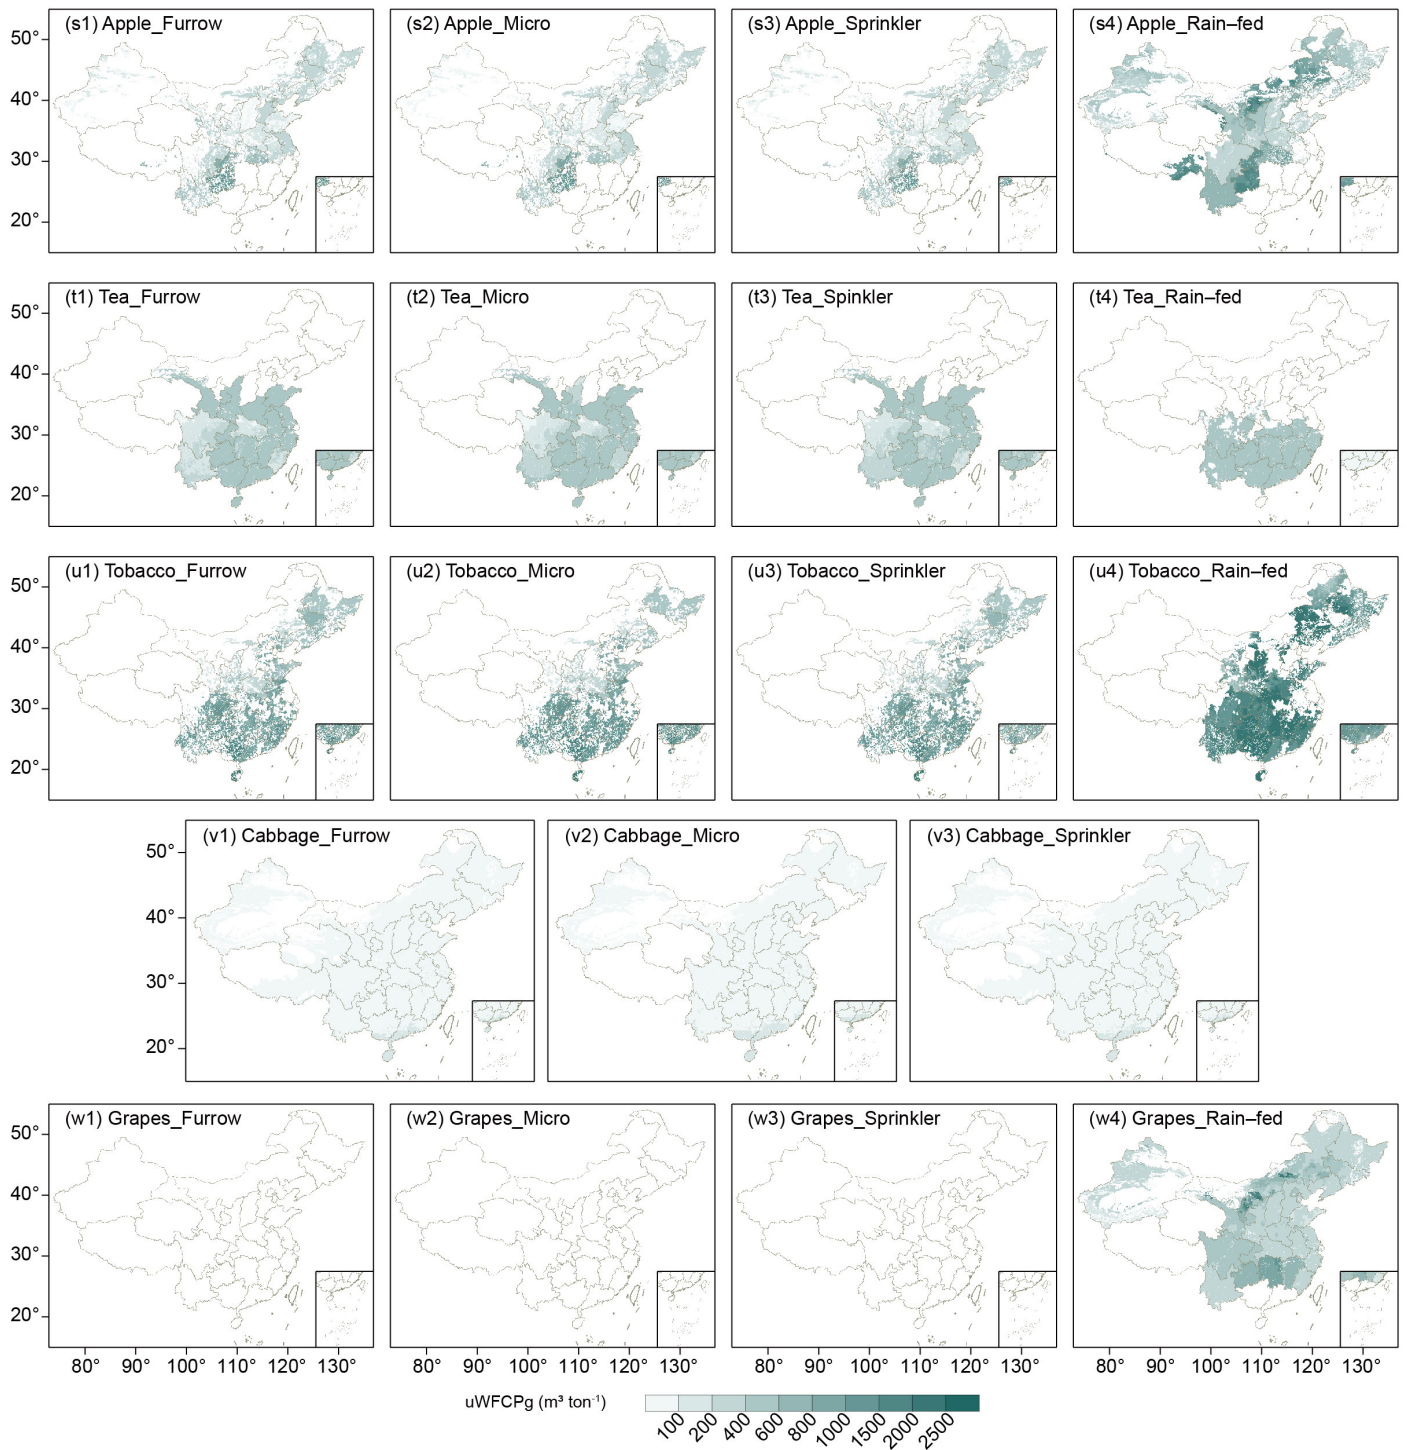 (s1) Apple_Furrow
(s2) Apple_Micro
(s3) Apple_Sprinkler
(s4) Apple_Rain–fed
50°
40°
30°
20°
(t1) Tea_Furrow
(t2) Tea_Micro
(t3) Tea_Spinkler
(t4) Tea_Rain–fed
50°
40°
30°
20°
(u1) Tobacco_Furrow
(u2) Tobacco_Micro
(u3) Tobacco_Sprinkler
(u4) Tobacco_Rain–fed
50°
40°
30°
20°
(v1) Cabbage_Furrow
(v2) Cabbage_Micro
(v3) Cabbage_Sprinkler
50°
40°
30°
20°
(w1) Grapes_Furrow
(w2) Grapes_Micro
(w3) Grapes_Sprinkler
(w4) Grapes_Rain–fed
50°
40°
30°
20°
80° 90° 100° 110° 120° 130°
80° 90° 100° 110° 120° 130°
80° 90° 100° 110° 120° 130°
80° 90° 100° 110° 120° 130°
uWFCPg (m³ ton⁻¹)
100 200 400 600 800 1000 1500 2000 2500